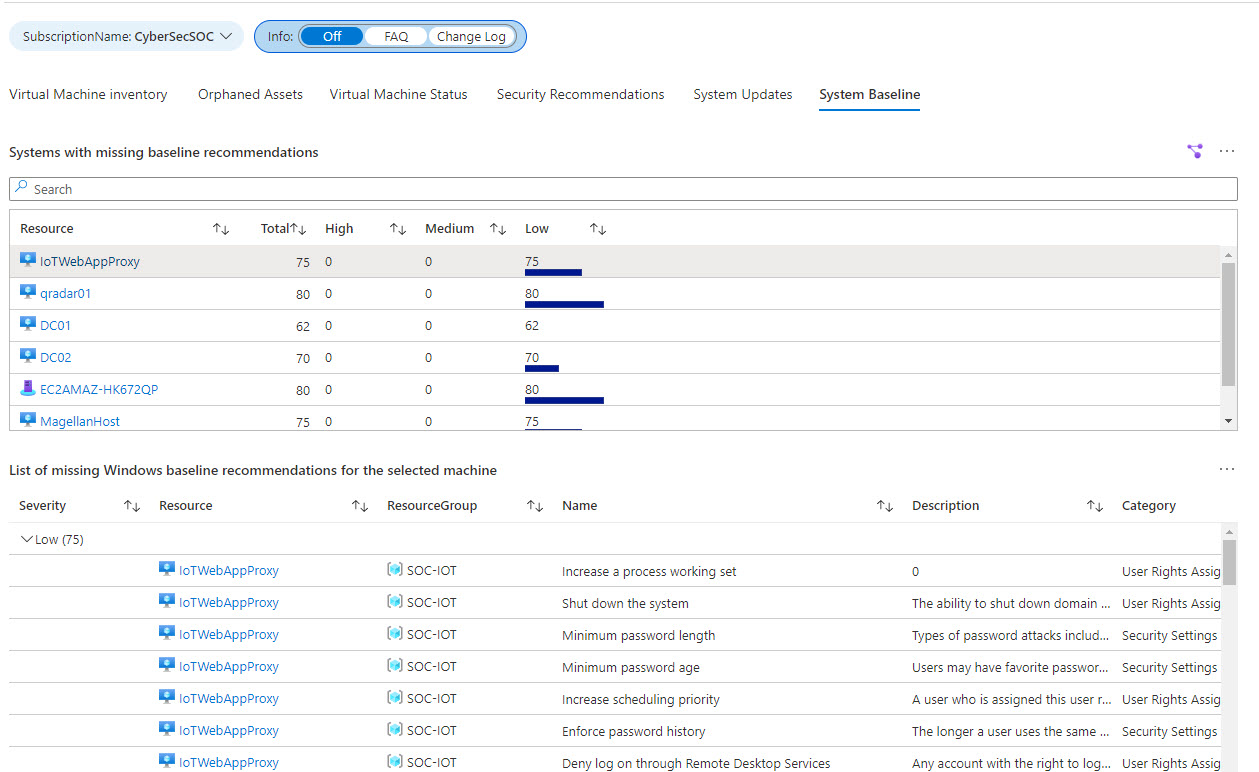 SubscriptionName: CyberSecSOC Info: Off FAQ Change Log
Virtual Machine inventory Orphaned Assets Virtual Machine Status Security Recommendations System Updates System Baseline
Systems with missing baseline recommendations ...
Search
Resource Total High Medium Low
IoTWebAppProxy 75 0 0 75
qradar01 80 0 0 80
DC01 62 0 0 62
DC02 70 0 0 70
EC2AMAZ-HK672QP 80 0 0 80
MagellanHost 75 0 0 75
List of missing Windows baseline recommendations for the selected machine ...
Severity Resource ResourceGroup Name Description Category
Low (75)
IoTWebAppProxy SOC-IOT Increase a process working set 0 User Rights Assig
IoTWebAppProxy SOC-IOT Shut down the system The ability to shut down domain ... User Rights Assig
IoTWebAppProxy SOC-IOT Minimum password length Types of password attacks includ... Security Settings
IoTWebAppProxy SOC-IOT Minimum password age Users may have favorite passwor... Security Settings
IoTWebAppProxy SOC-IOT Increase scheduling priority A user who is assigned this user r... User Rights Assig
IoTWebAppProxy SOC-IOT Enforce password history The longer a user uses the same ... Security Settings
IoTWebAppProxy SOC-IOT Deny log on through Remote Desktop Services Any account with the right to log... User Rights Assig